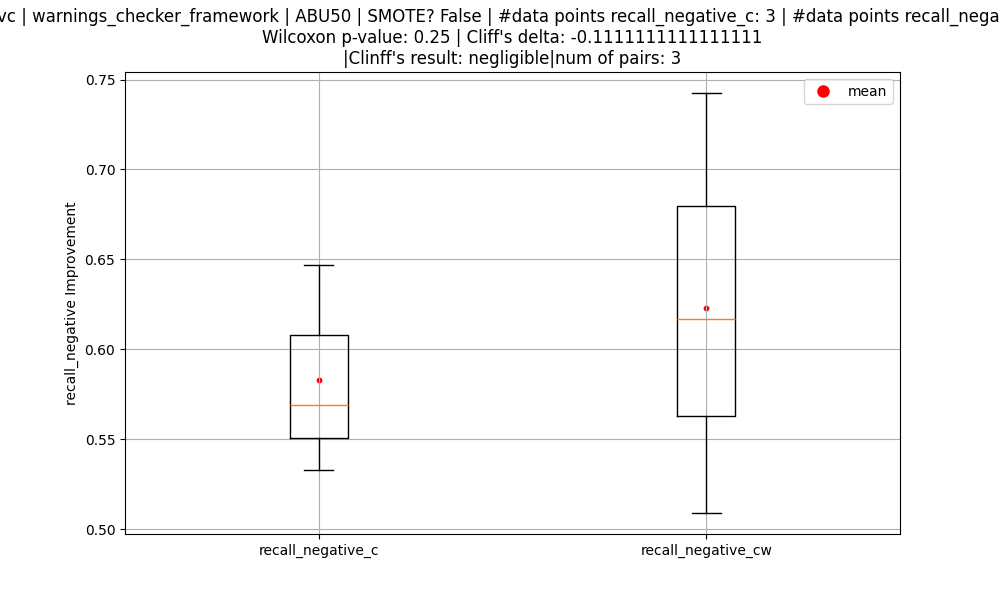 vc | warnings_checker_framework | ABU50 | SMOTE? False | #data points recall_negative_c: 3 | #data points recall_nega
Wilcoxon p-value: 0.25 | Cliff's delta: -0.1111111111111111
|Clinff's result: negligible|num of pairs: 3
mean
0.75
0.70
0.65
0.60
0.55
0.50
recall_negative Improvement
recall_negative_c
recall_negative_cw